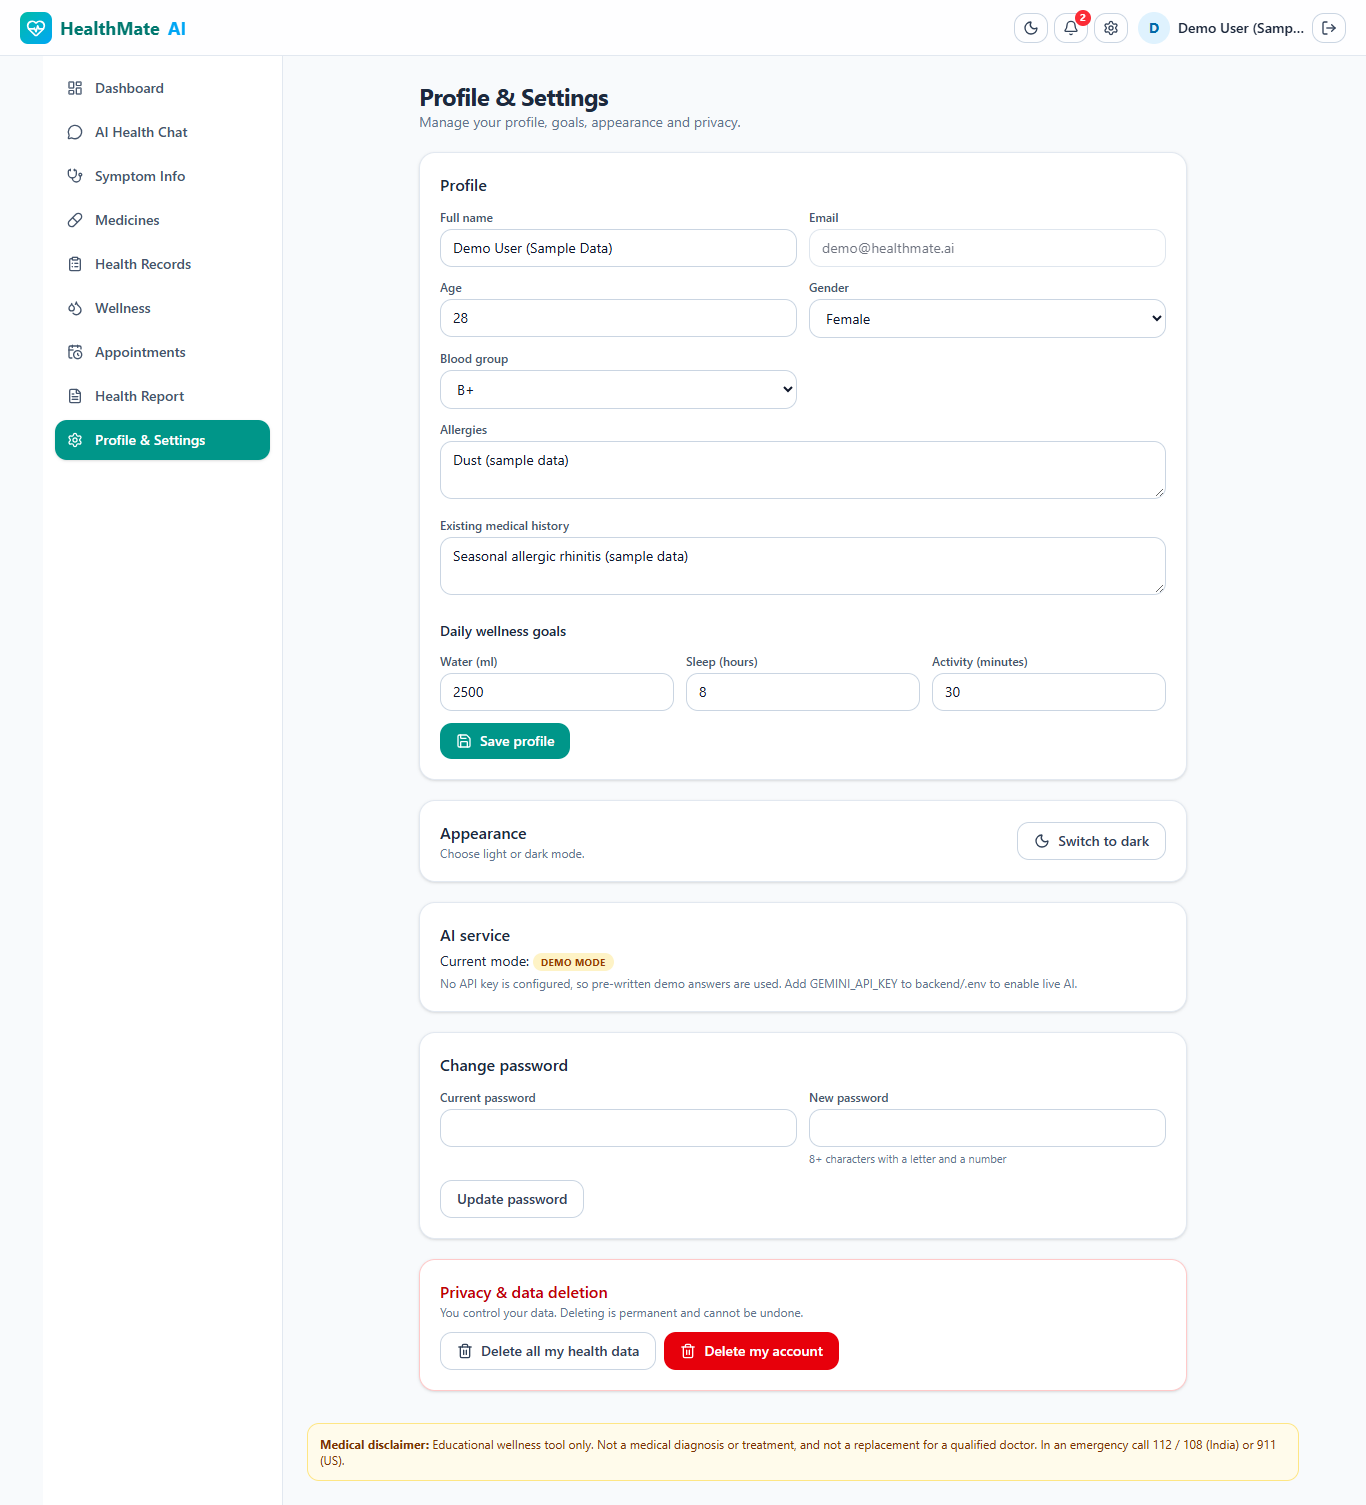 HealthMate AI
2
D
Demo User (Samp...
Dashboard
AI Health Chat
Symptom Info
Medicines
Health Records
Wellness
Appointments
Health Report
Profile & Settings
Profile & Settings
Manage your profile, goals, appearance and privacy.
Profile
Full name
Demo User (Sample Data)
Email
demo@healthmate.ai
Age
28
Gender
Female
Blood group
B+
Allergies
Dust (sample data)
Existing medical history
Seasonal allergic rhinitis (sample data)
Daily wellness goals
Water (ml)
2500
Sleep (hours)
8
Activity (minutes)
30
Save profile
Appearance
Choose light or dark mode.
Switch to dark
AI service
Current mode: DEMO MODE
No API key is configured, so pre-written demo answers are used. Add GEMINI_API_KEY to backend/.env to enable live AI.
Change password
Current password
New password
8+ characters with a letter and a number
Update password
Privacy & data deletion
You control your data. Deleting is permanent and cannot be undone.
Delete all my health data
Delete my account
Medical disclaimer: Educational wellness tool only. Not a medical diagnosis or treatment, and not a replacement for a qualified doctor. In an emergency call 112 / 108 (India) or 911
(US).